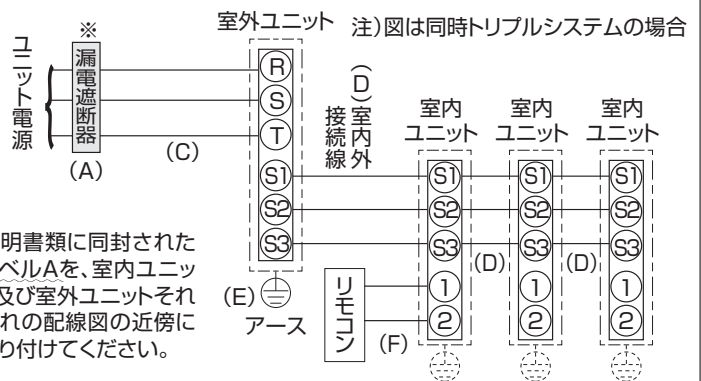 室外ユニット
注）図は同時トリプルシステムの場合
※
ユニット電源
漏電遮断器
(A)
(C)
R
S
T
S1
S2
S3
(D)室内外
接続線
室内
ユニット
室内
ユニット
室内
ユニット
S1
S2
S3
1
2
S1
S2
S3
1
2
S1
S2
S3
1
2
(D)
(D)
(E)
アース
リモコン
(F)
明書類に同封された
ベルAを、室内ユニッ
及び室外ユニットそれ
れの配線図の近傍に
り付けてください。